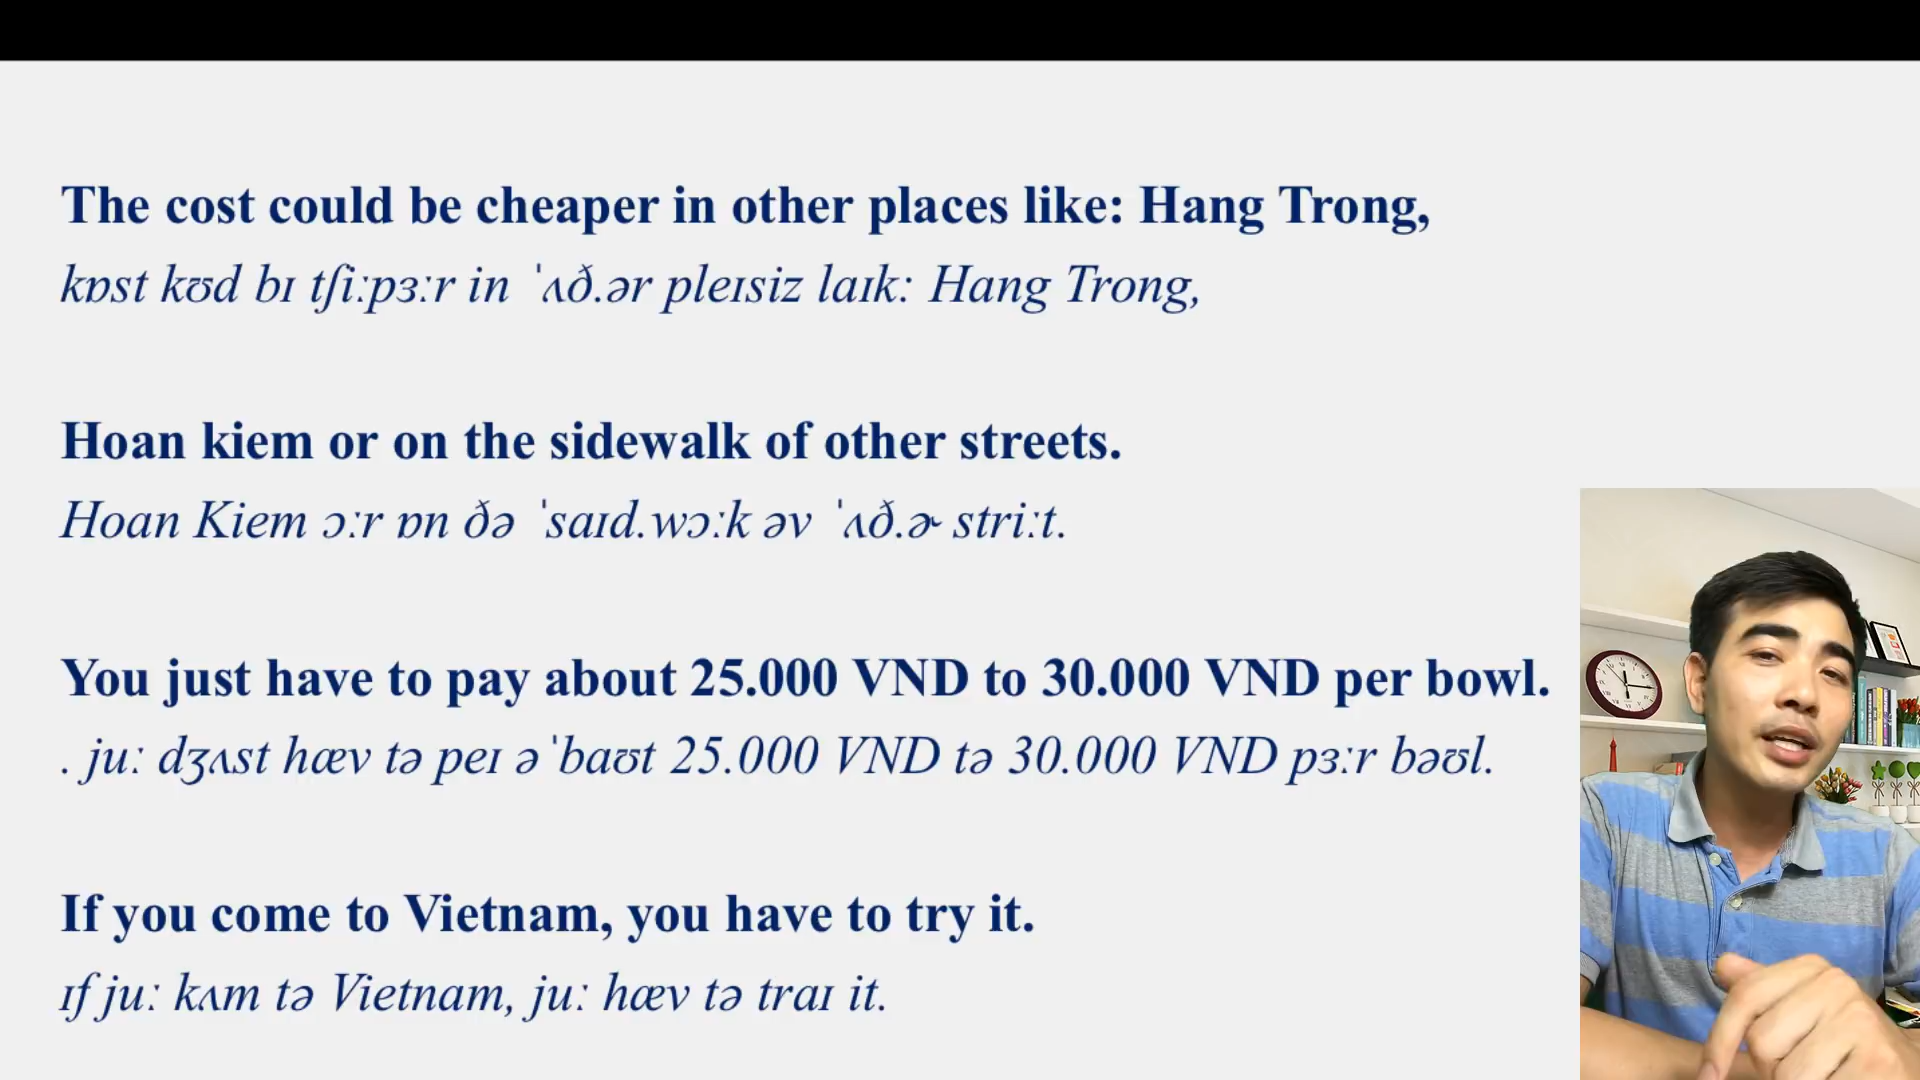 The cost could be cheaper in other places like: Hang Trong,
kɒst kʊd bɪ tʃiːpɜːr in ˈʌð.ər pleɪsiz laɪk: Hang Trong,
Hoan kiem or on the sidewalk of other streets.
Hoan Kiem ɔːr ɒn ðə ˈsaɪd.wɔːk əv ˈʌð.ɚ striːt.
You just have to pay about 25.000 VND to 30.000 VND per bowl.
. juː dʒʌst hæv tə peɪ əˈbaʊt 25.000 VND tə 30.000 VND pɜːr bəʊl.
If you come to Vietnam, you have to try it.
ɪf juː kʌm tə Vietnam, juː hæv tə traɪ it.